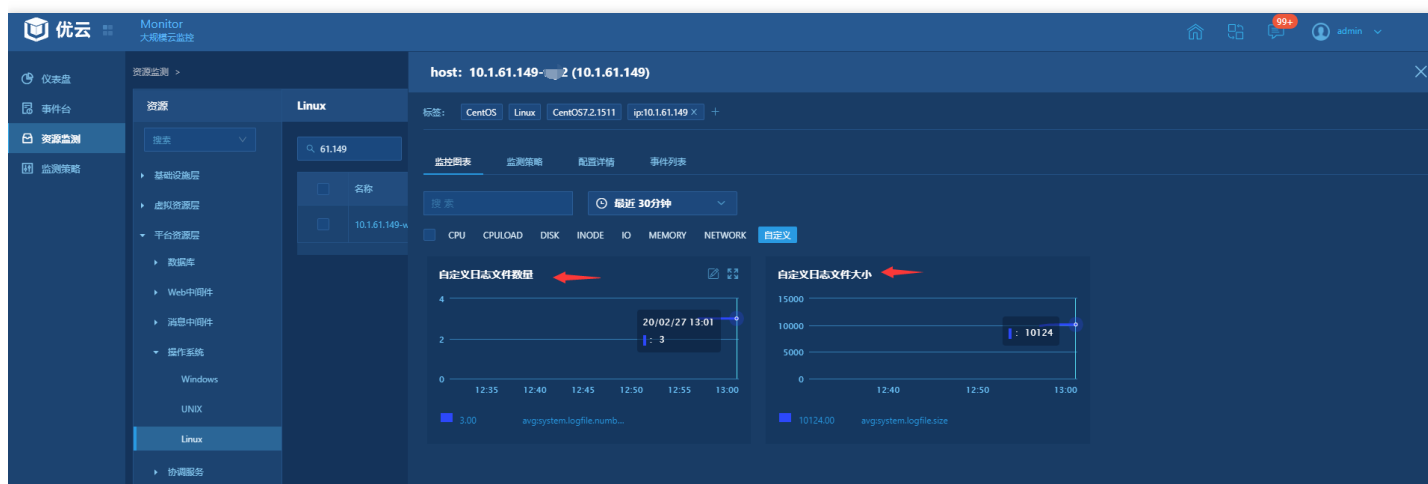 优云
Monitor
大规模云监控
99+
admin
仪表盘
事件台
资源监测
监测策略
资源监测 >
资源
搜索
基础设施层
虚拟资源层
平台资源层
数据库
Web中间件
消息中间件
操作系统
Windows
UNIX
Linux
协调服务
Linux
61.149
名称
10.1.61.149-w
host: 10.1.61.149- 2 (10.1.61.149)
标签: CentOS Linux CentOS7.2.1511 ip:10.1.61.149 × +
监控图表 监测策略 配置详情 事件列表
搜索 最近 30分钟
CPU CPULOAD DISK INODE IO MEMORY NETWORK 自定义
自定义日志文件数量
4
2
0
20/02/27 13:01
: 3
12:35 12:40 12:45 12:50 12:55 13:00
3.00 avg:system.logfile.numb...
自定义日志文件大小
15000
10000
5000
0
: 10124
12:40 12:50 13:00
10124.00 avg:system.logfile.size